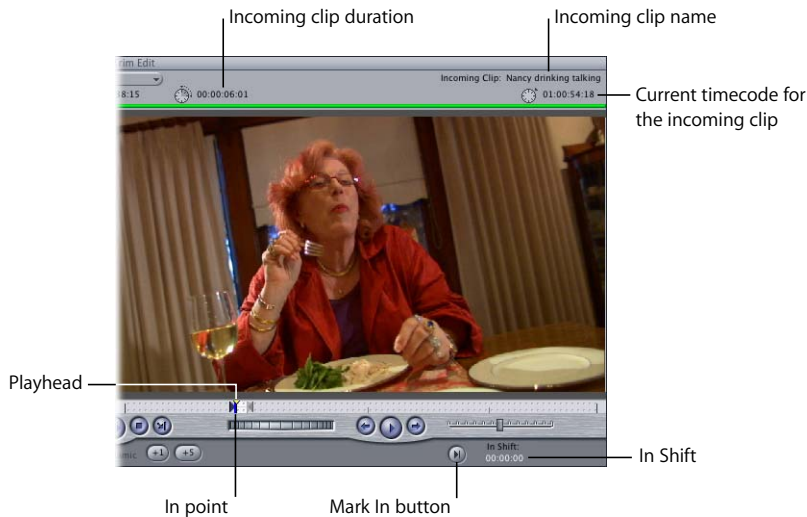 Incoming clip duration
Incoming clip name
rim Edit
Incoming Clip: Nancy drinking talking
8:15
00:00:06:01
01:00:54:18
Current timecode for
the incoming clip
Playhead
+1
+5
In Shift:
00:00:00
In Shift
In point
Mark In button